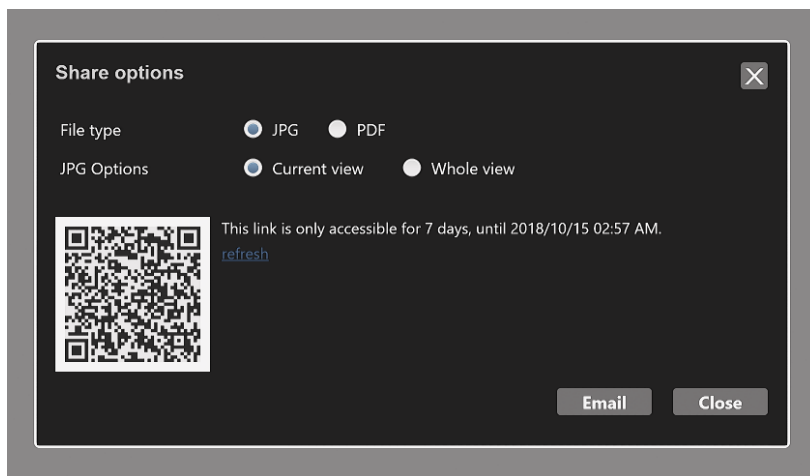 Share options
File type JPG PDF
JPG Options Current view Whole view
This link is only accessible for 7 days, until 2018/10/15 02:57 AM.
refresh
Email Close